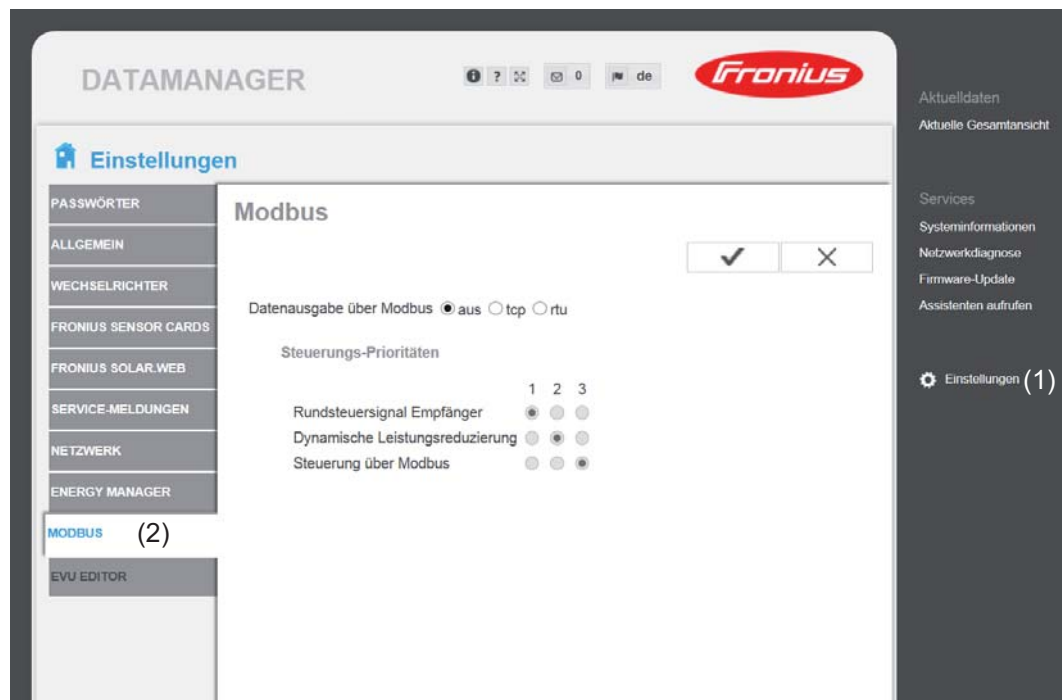 DATAMANAGER
? 0 de
Fronius
Einstellungen
PASSWÖRTER
ALLGEMEIN
WECHSELRICHTER
FRONIUS SENSOR CARDS
FRONIUS SOLAR.WEB
SERVICE-MELDUNGEN
NETZWERK
ENERGY MANAGER
MODBUS (2)
EVU EDITOR
Modbus
Datenausgabe über Modbus aus tcp rtu
Steuerungs-Prioritäten
1 2 3
Rundsteuersignal Empfänger
Dynamische Leistungsreduzierung
Steuerung über Modbus
Aktuelldaten
Aktuelle Gesamtansicht
Services
Systeminformationen
Netzwerkdiagnose
Firmware-Update
Assistenten aufrufen
Einstellungen (1)